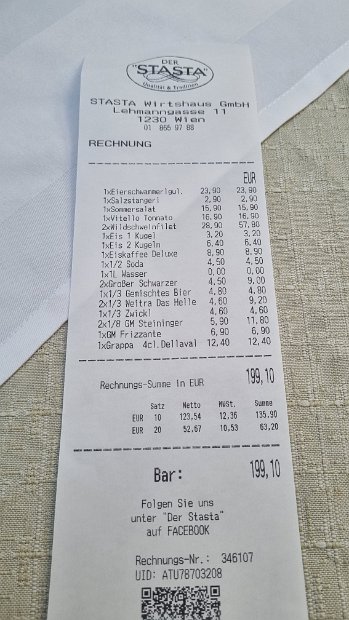 DER
"STASTA"
Qualität & Tradition
STASTA Wirtshaus GmbH
Lehmanngasse 11
1230 Wien
01 865 97 88
RECHNUNG
EUR
1xEierschwammerlgul. 23,90 23,90
1xSalzstangerl 2,90 2,90
1xSommersalat 15,90 15,90
1xVitello Tonnato 16,90 16,90
2xWildschweinfilet 28,90 57,80
1xEis 1 Kugel 3,20 3,20
1xEis 2 Kugeln 6,40 6,40
1xEiskaffee Deluxe 8,90 8,90
1x1/2 Soda 4,50 4,50
1x1L Wasser 0,00 0,00
2xGroßer Schwarzer 4,50 9,00
1x1/3 Gemischtes Bier 4,80 4,80
2x1/3 Weitra Das Helle 4,60 9,20
1x1/3 Zwickl 4,60 4,60
2x1/8 GM Steininger 5,90 11,80
1xGM Frizzante 6,90 6,90
1xGrappa 4cl.Dellavai 12,40 12,40
Rechnungs-Summe in EUR 199,10
Satz Netto MWSt. Summe
EUR 10 123,54 12,36 135,90
EUR 20 52,67 10,53 63,20
Bar: 199,10
Folgen Sie uns
unter "Der Stasta"
auf FACEBOOK
Rechnungs-Nr.: 346107
UID: ATU78703208